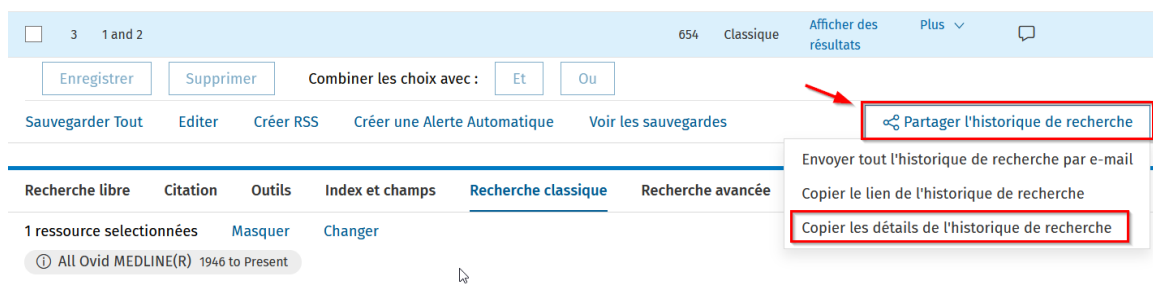 3 1 and 2 654 Classique Afficher des résultats Plus
Enregistrer Supprimer Combiner les choix avec : Et Ou
Sauvegarder Tout Editer Créer RSS Créer une Alerte Automatique Voir les sauvegardes Partager l'historique de recherche
Envoyer tout l'historique de recherche par e-mail
Copier le lien de l'historique de recherche
Copier les détails de l'historique de recherche
Recherche libre Citation Outils Index et champs Recherche classique Recherche avancée
1 ressource selectionnées Masquer Changer
All Ovid MEDLINE(R) 1946 to Present